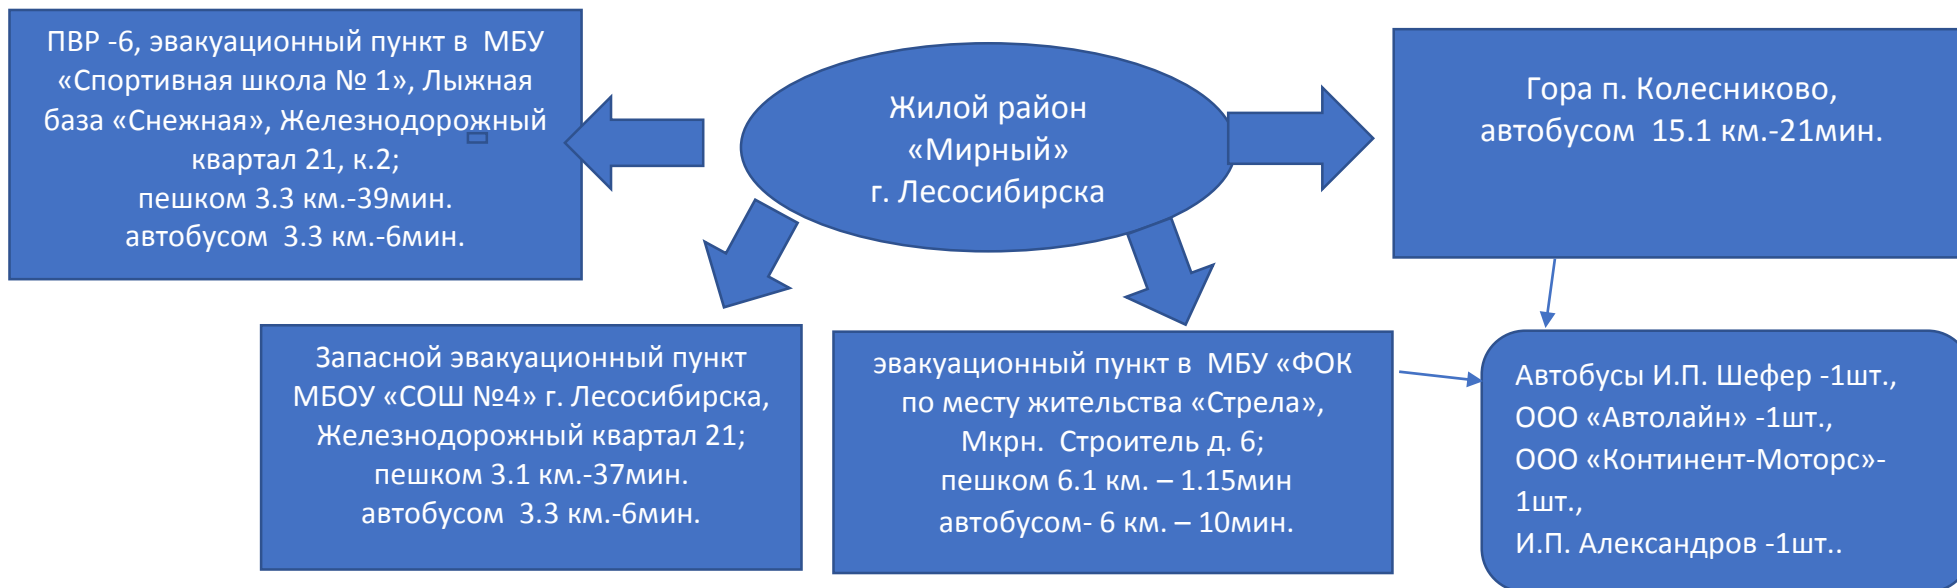 ПВР -6, эвакуационный пункт в  МБУ
«Спортивная школа № 1», Лыжная
база «Снежная», Железнодорожный
квартал 21, к.2;
пешком 3.3 км.-39мин.
автобусом  3.3 км.-6мин.
Жилой район
«Мирный»
г. Лесосибирска
Гора п. Колесниково,
автобусом  15.1 км.-21мин.
Запасной эвакуационный пункт
МБОУ «СОШ №4» г. Лесосибирска,
Железнодорожный квартал 21;
пешком 3.1 км.-37мин.
автобусом  3.3 км.-6мин.
эвакуационный пункт в  МБУ «ФОК
по месту жительства «Стрела»,
Мкрн.  Строитель д. 6;
пешком 6.1 км. – 1.15мин
автобусом- 6 км. – 10мин.
Автобусы И.П. Шефер -1шт.,
ООО «Автолайн» -1шт.,
ООО «Континент-Моторс»-
1шт.,
И.П. Александров -1шт..